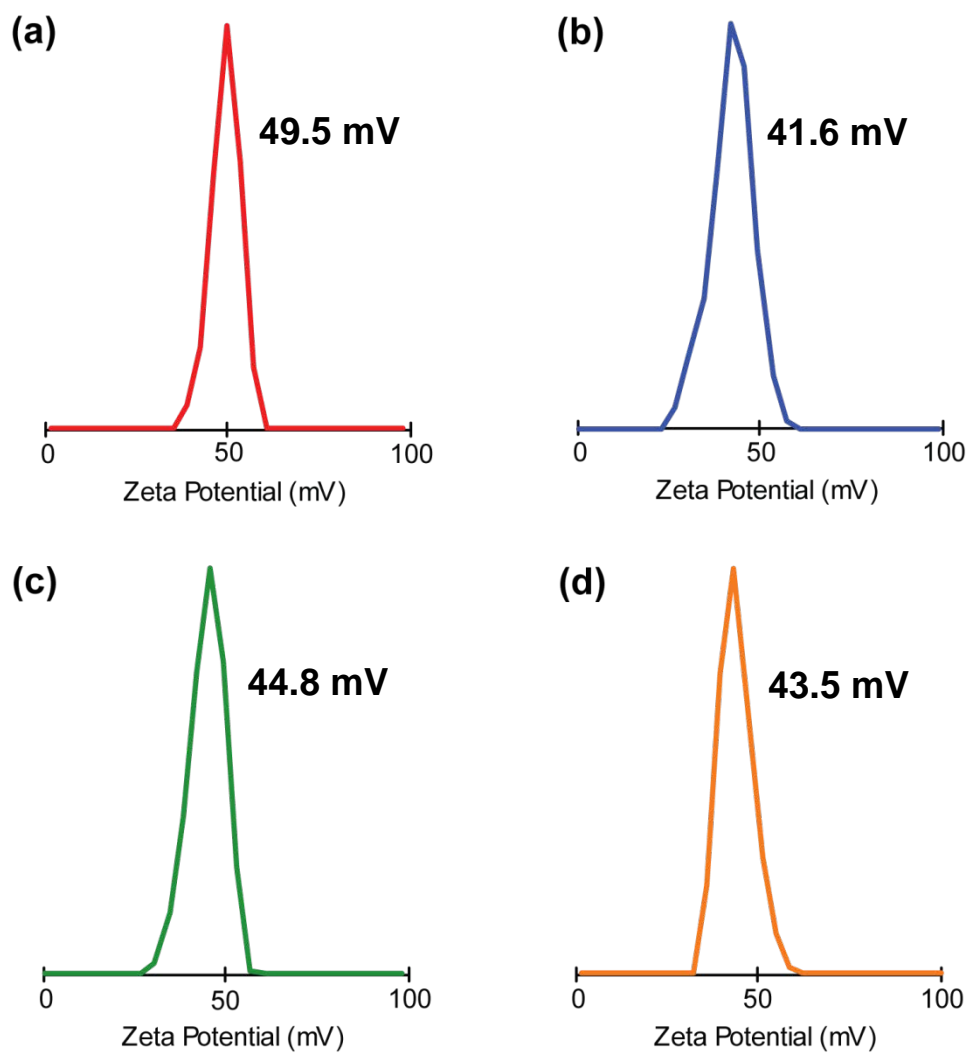 (a)
49.5 mV
0 50 100
Zeta Potential (mV)
(b)
41.6 mV
0 50 100
Zeta Potential (mV)
(c)
44.8 mV
0 50 100
Zeta Potential (mV)
(d)
43.5 mV
0 50 100
Zeta Potential (mV)